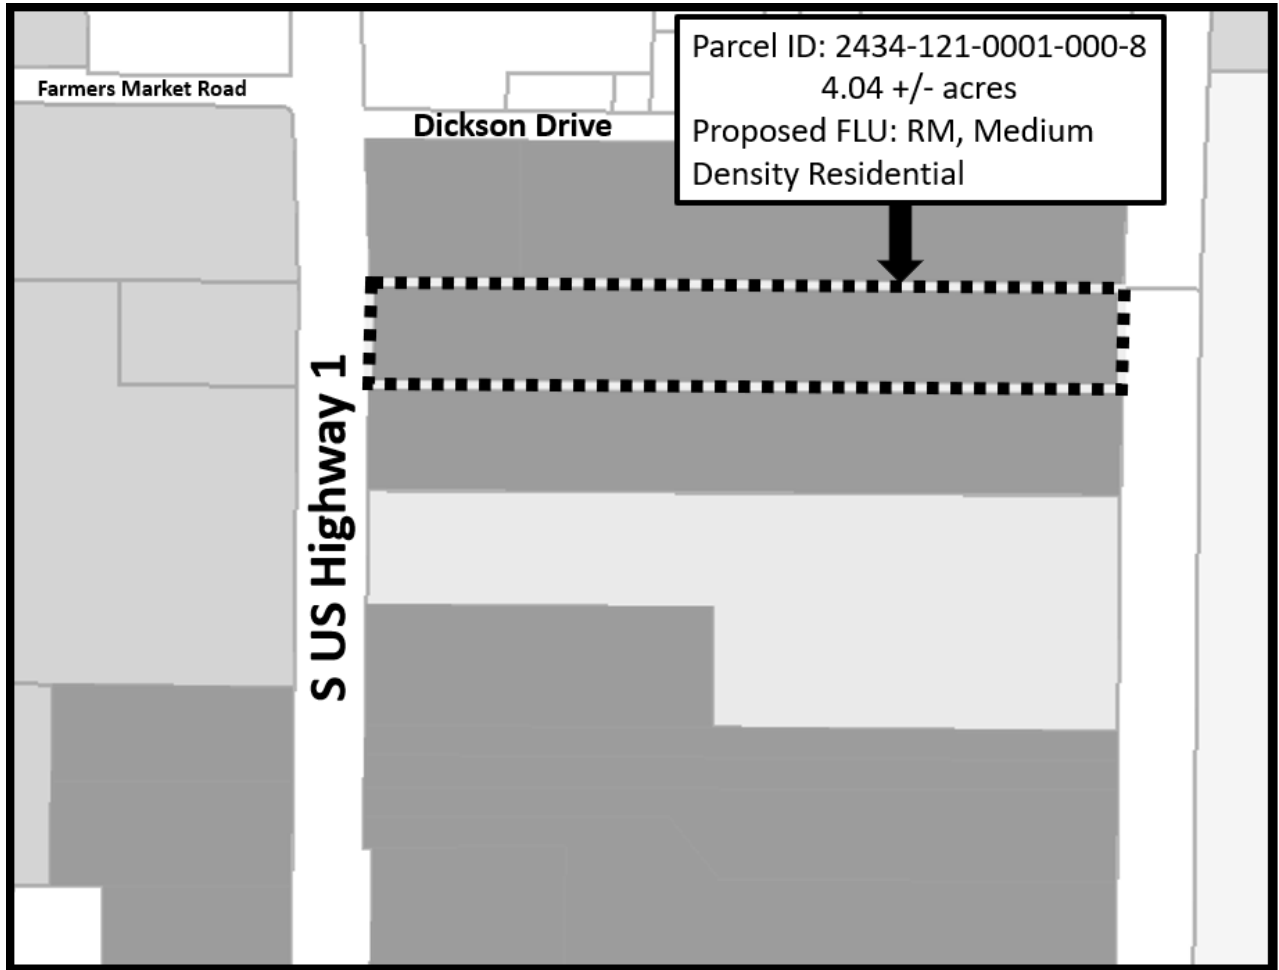 Parcel ID: 2434-121-0001-000-8
4.04 +/- acres
Proposed FLU: RM, Medium
Density Residential
Farmers Market Road
Dickson Drive
S US Highway 1